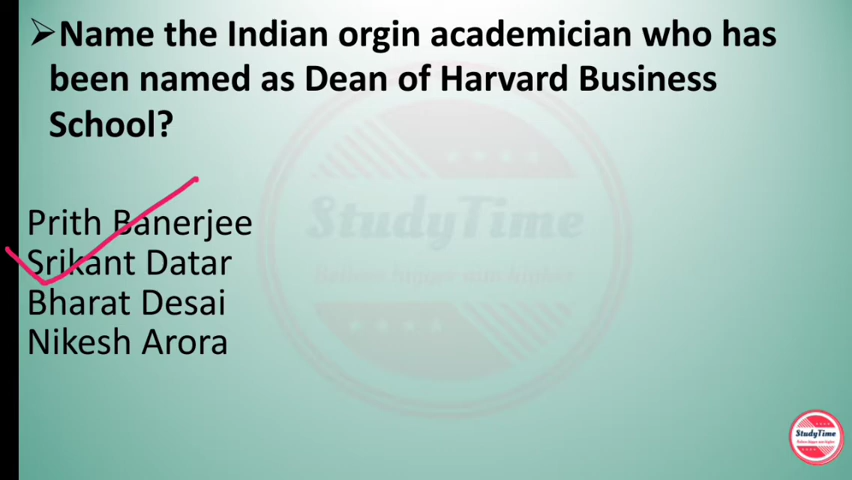 ➢Name the Indian orgin academician who has
been named as Dean of Harvard Business
School?
Prith Banerjee
Srikant Datar
Bharat Desai
Nikesh Arora
StudyTime
StudyTime